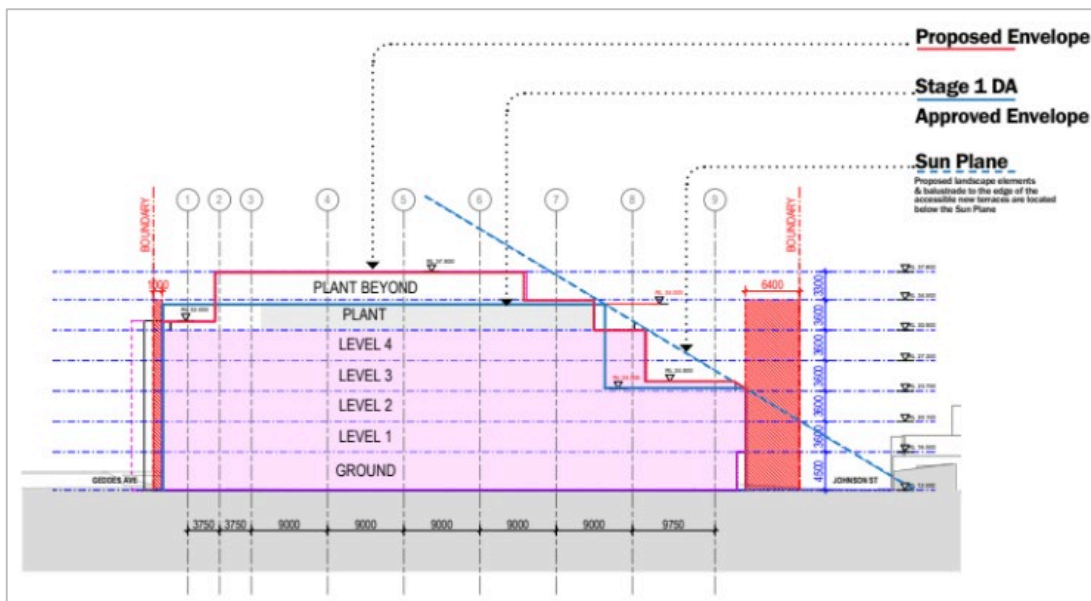 Proposed Envelope
Stage 1 DA
Approved Envelope
Sun Plane
Proposed landscape elements
& balustrade to the edge of the
accessible new terraces are located
below the Sun Plane
BOUNDARY
1 2 3 4 5 6 7 8 9
BOUNDARY
RL 37.800
PLANT BEYOND
PLANT
LEVEL 4
LEVEL 3
LEVEL 2
LEVEL 1
GROUND
6400
3300
3600
3600
3600
3600
3600
4500
GEDDES AVE
JOHNSON ST
3750 3750 9000 9000 9000 9000 9000 9750